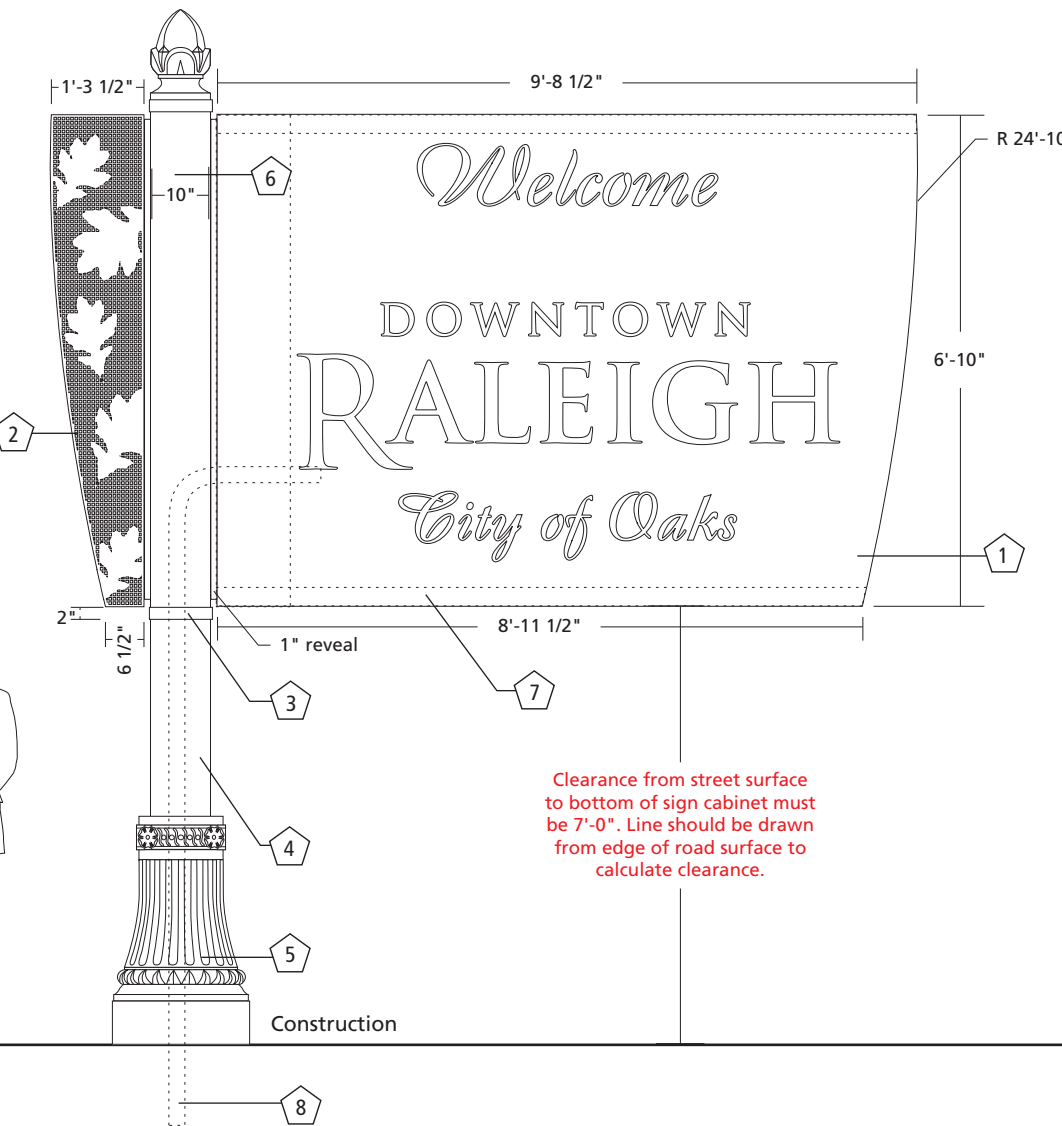 1'-3 1/2"
9'-8 1/2"
R 24'-10
Welcome
6
10"
DOWNTOWN
RALEIGH
6'-10"
2
City of Oaks
1
2"
6 1/2"
1" reveal
8'-11 1/2"
3
7
Clearance from street surface
to bottom of sign cabinet must
be 7'-0". Line should be drawn
from edge of road surface to
calculate clearance.
4
5
Construction
8